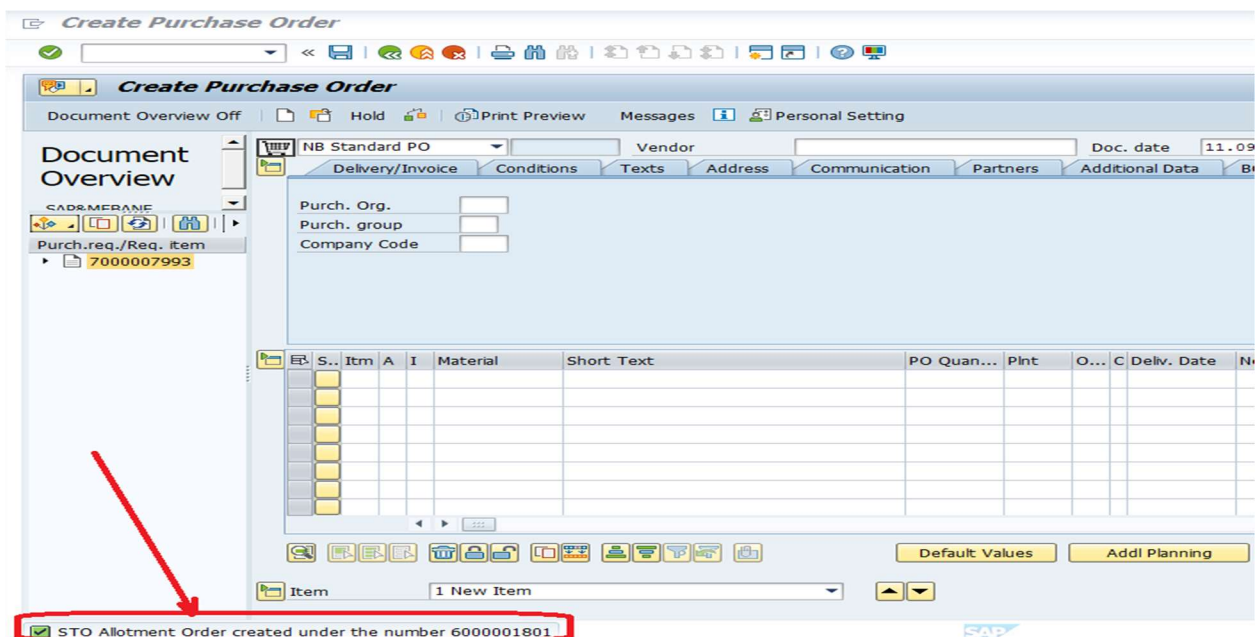 Create Purchase Order
Create Purchase Order
Document Overview Off Hold Print Preview Messages Personal Setting
Document
Overview
SAP&MEBANE
Purch.req./Req. item
7000007993
NB Standard PO Vendor Doc. date 11.09
Delivery/Invoice Conditions Texts Address Communication Partners Additional Data
Purch. Org.
Purch. group
Company Code
S.. Itm A I Material Short Text PO Quan... Plnt O... C Deliv. Date
Default Values Addl Planning
Item 1 New Item
STO Allotment Order created under the number 6000001801
SAP